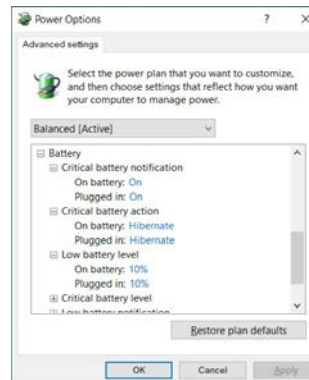 Power Options
?
Advanced settings
Select the power plan that you want to customize,
and then choose settings that reflect how you want
your computer to manage power.
Balanced [Active]
Battery
Critical battery notification
On battery: On
Plugged in: On
Critical battery action
On battery: Hibernate
Plugged in: Hibernate
Low battery level
On battery: 10%
Plugged in: 10%
Critical battery level
Low battery notification
Restore plan defaults
OK
Cancel
Apply